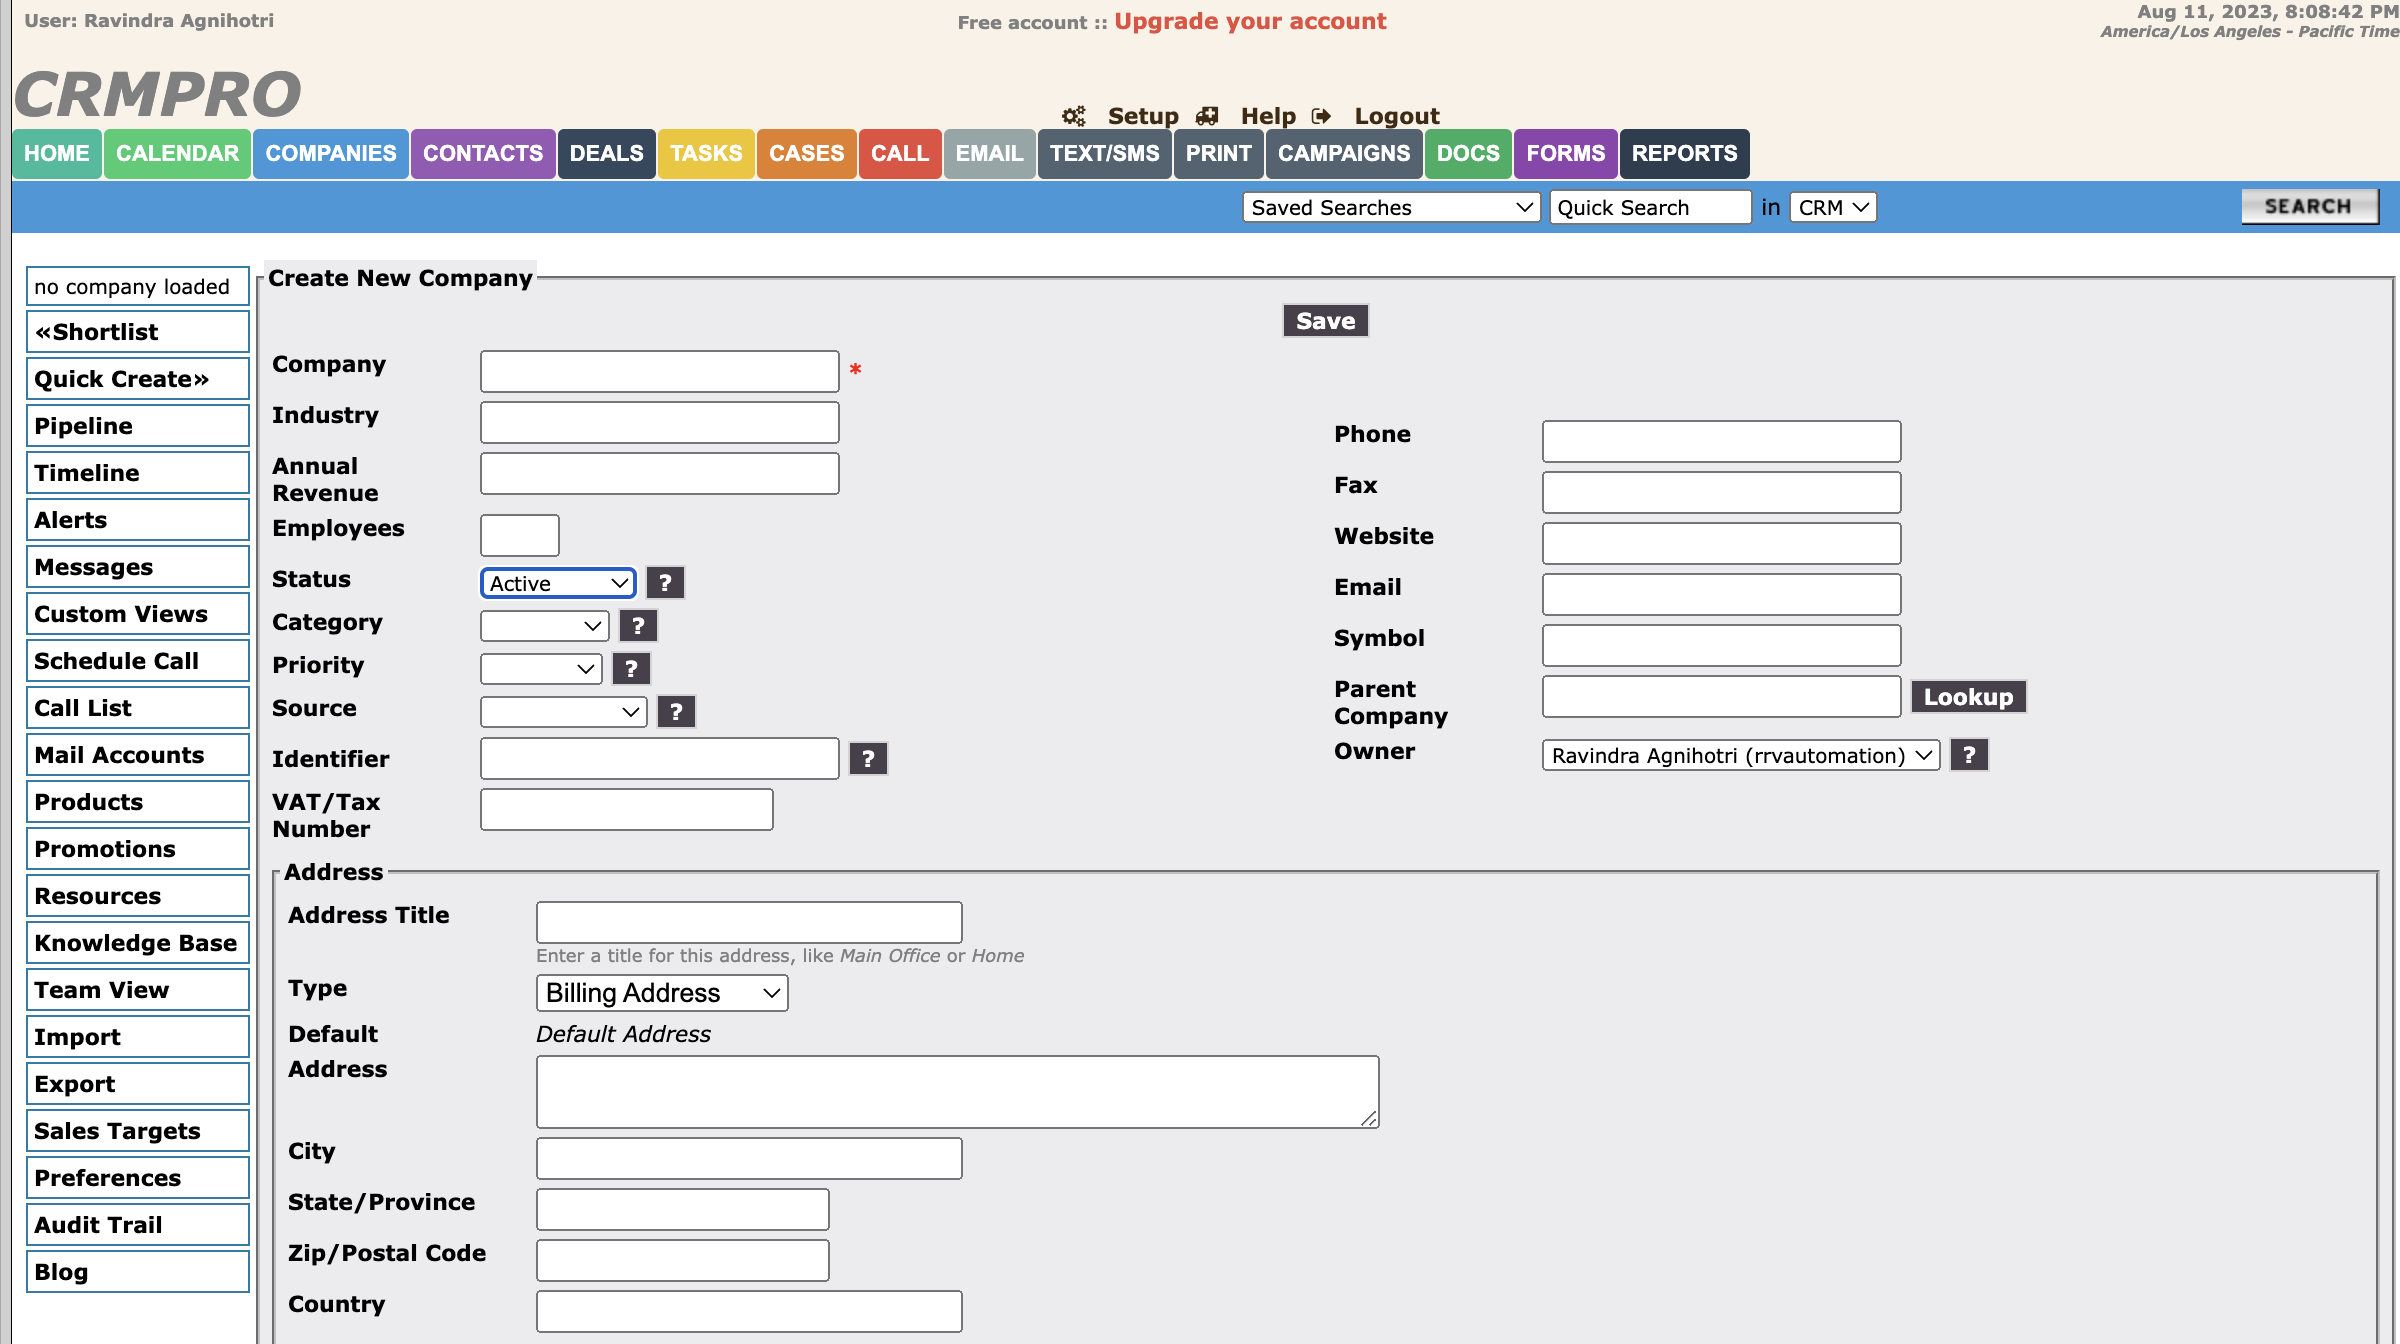 User: Ravindra Agnihotri
Free account :: Upgrade your account
Aug 11, 2023, 8:08:42 PM
America/Los Angeles - Pacific Time
CRMPRO
Setup Help Logout
HOME CALENDAR COMPANIES CONTACTS DEALS TASKS CASES CALL EMAIL TEXT/SMS PRINT CAMPAIGNS DOCS FORMS REPORTS
Saved Searches Quick Search in CRM SEARCH
no company loaded
«Shortlist
Quick Create»
Pipeline
Timeline
Alerts
Messages
Custom Views
Schedule Call
Call List
Mail Accounts
Products
Promotions
Resources
Knowledge Base
Team View
Import
Export
Sales Targets
Preferences
Audit Trail
Blog
Create New Company
Save
Company *
Industry
Annual
Revenue
Employees
Status Active ?
Category ?
Priority ?
Source ?
Identifier ?
VAT/Tax
Number
Phone
Fax
Website
Email
Symbol
Parent
Company Lookup
Owner Ravindra Agnihotri (rrvautomation) ?
Address
Address Title
Enter a title for this address, like Main Office or Home
Type Billing Address
Default Default Address
Address
City
State/Province
Zip/Postal Code
Country